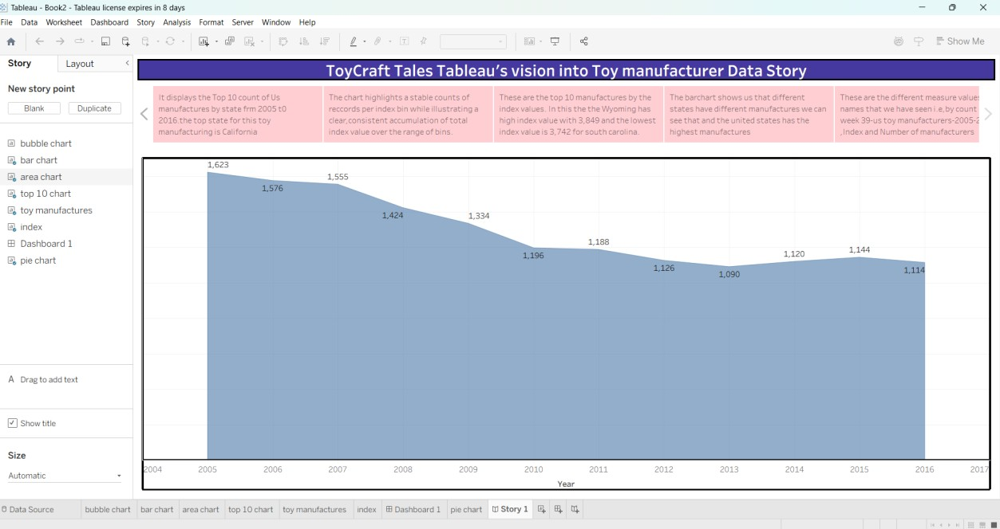 Tableau - Book2 - Tableau license expires in 8 days
File Data Worksheet Dashboard Story Analysis Format Server Window Help
Show Me
Story Layout
New story point
Blank Duplicate
bubble chart
bar chart
area chart
top 10 chart
toy manufactures
index
Dashboard 1
pie chart
A Drag to add text
Show title
Size
Automatic
ToyCraft Tales Tableau's vision into Toy manufacturer Data Story
It displays the Top 10 count of Us
manufactures by state frm 2005 t0
2016.the top state for this toy
manufacturing is California
The chart highlights a stable counts of
reccords per index bin while illustrating a
clear,consistent accumulation of total
index value over the range of bins.
These are the top 10 manufactures by the
index values. In this the the Wyoming has
high index value with 3,849 and the lowest
index value is 3,742 for south carolina.
The barchart shows us that different
states have different manufactures we can
see that and the united states has the
highest manufactures
These are the different measure values
names that we have seen i.e, by count
week 39-us toy manufacturers-2005-2
,Index and Number of manufacturers
1,623
1,576
1,555
1,424
1,334
1,196
1,188
1,126
1,090
1,120
1,144
1,114
2004 2005 2006 2007 2008 2009 2010 2011 2012 2013 2014 2015 2016 2017
Year
Data Source bubble chart bar chart area chart top 10 chart toy manufactures index Dashboard 1 pie chart Story 1